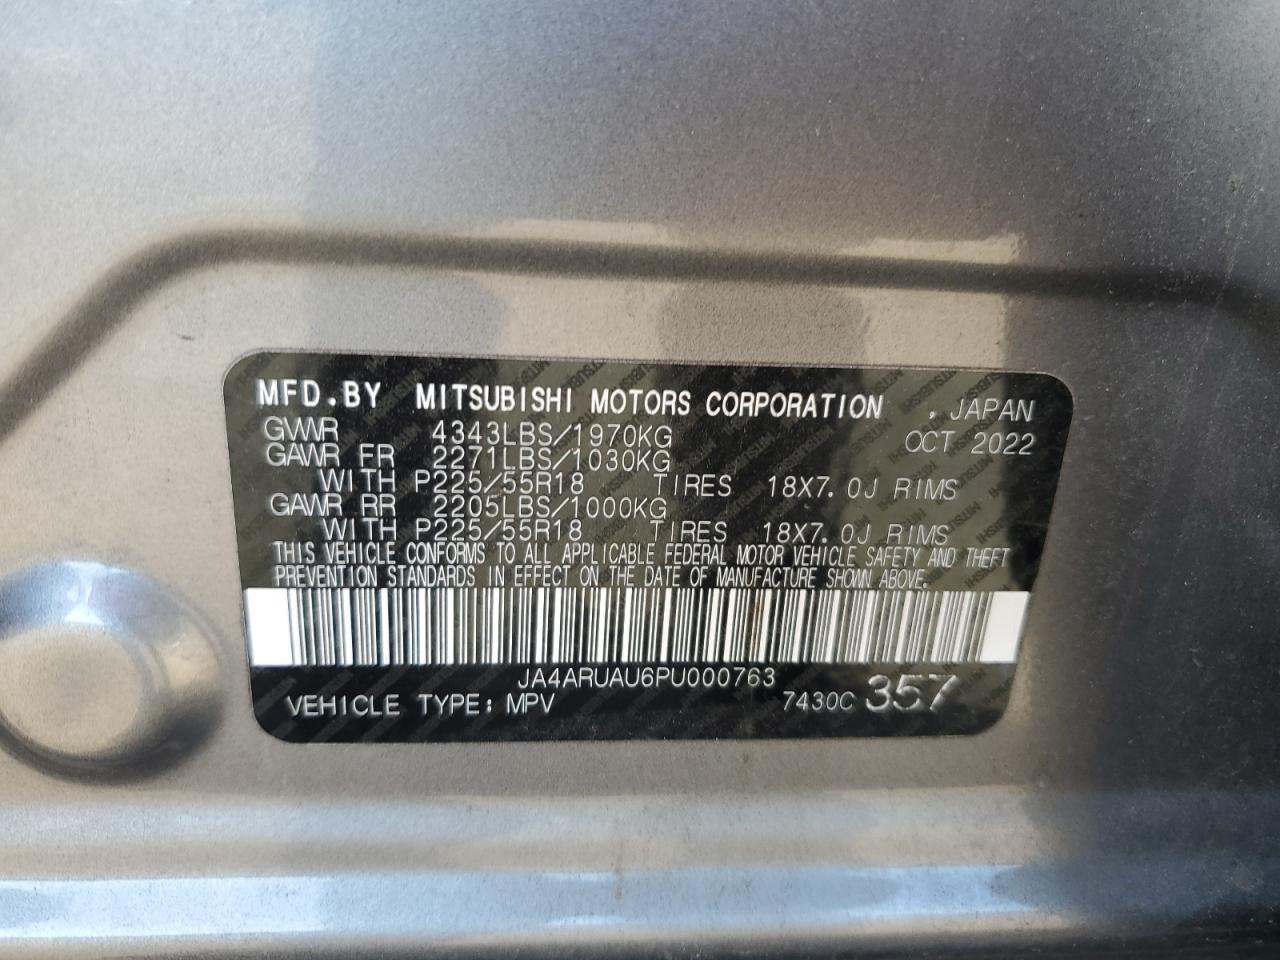 MFD.BY MITSUBISHI MOTORS CORPORATION , JAPAN
GVWR 4343LBS/1970KG OCT 2022
GAWR FR 2271LBS/1030KG
WITH P225/55R18 TIRES 18X7.0J RIMS
GAWR RR 2205LBS/1000KG
WITH P225/55R18 TIRES 18X7.0J RIMS
THIS VEHICLE CONFORMS TO ALL APPLICABLE FEDERAL MOTOR VEHICLE SAFETY AND THEFT
PREVENTION STANDARDS IN EFFECT ON THE DATE OF MANUFACTURE SHOWN ABOVE.
JA4ARUAU6PU000763
VEHICLE TYPE: MPV 7430C 357